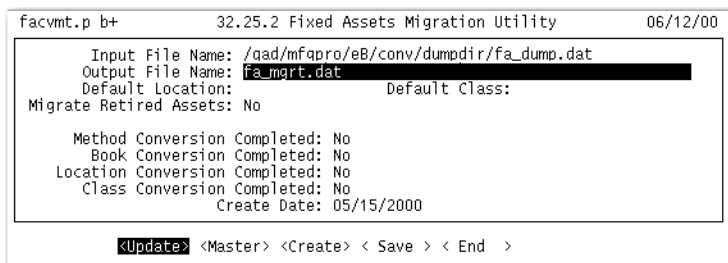 facvmt.p b+ 32.25.2 Fixed Assets Migration Utility 06/12/00
Input File Name: /qad/mfgpro/eB/conv/dumpdir/fa_dump.dat
Output File Name: fa_mgrt.dat
Default Location: Default Class:
Migrate Retired Assets: No
Method Conversion Completed: No
Book Conversion Completed: No
Location Conversion Completed: No
Class Conversion Completed: No
Create Date: 05/15/2000
<Update> <Master> <Create> < Save > < End >